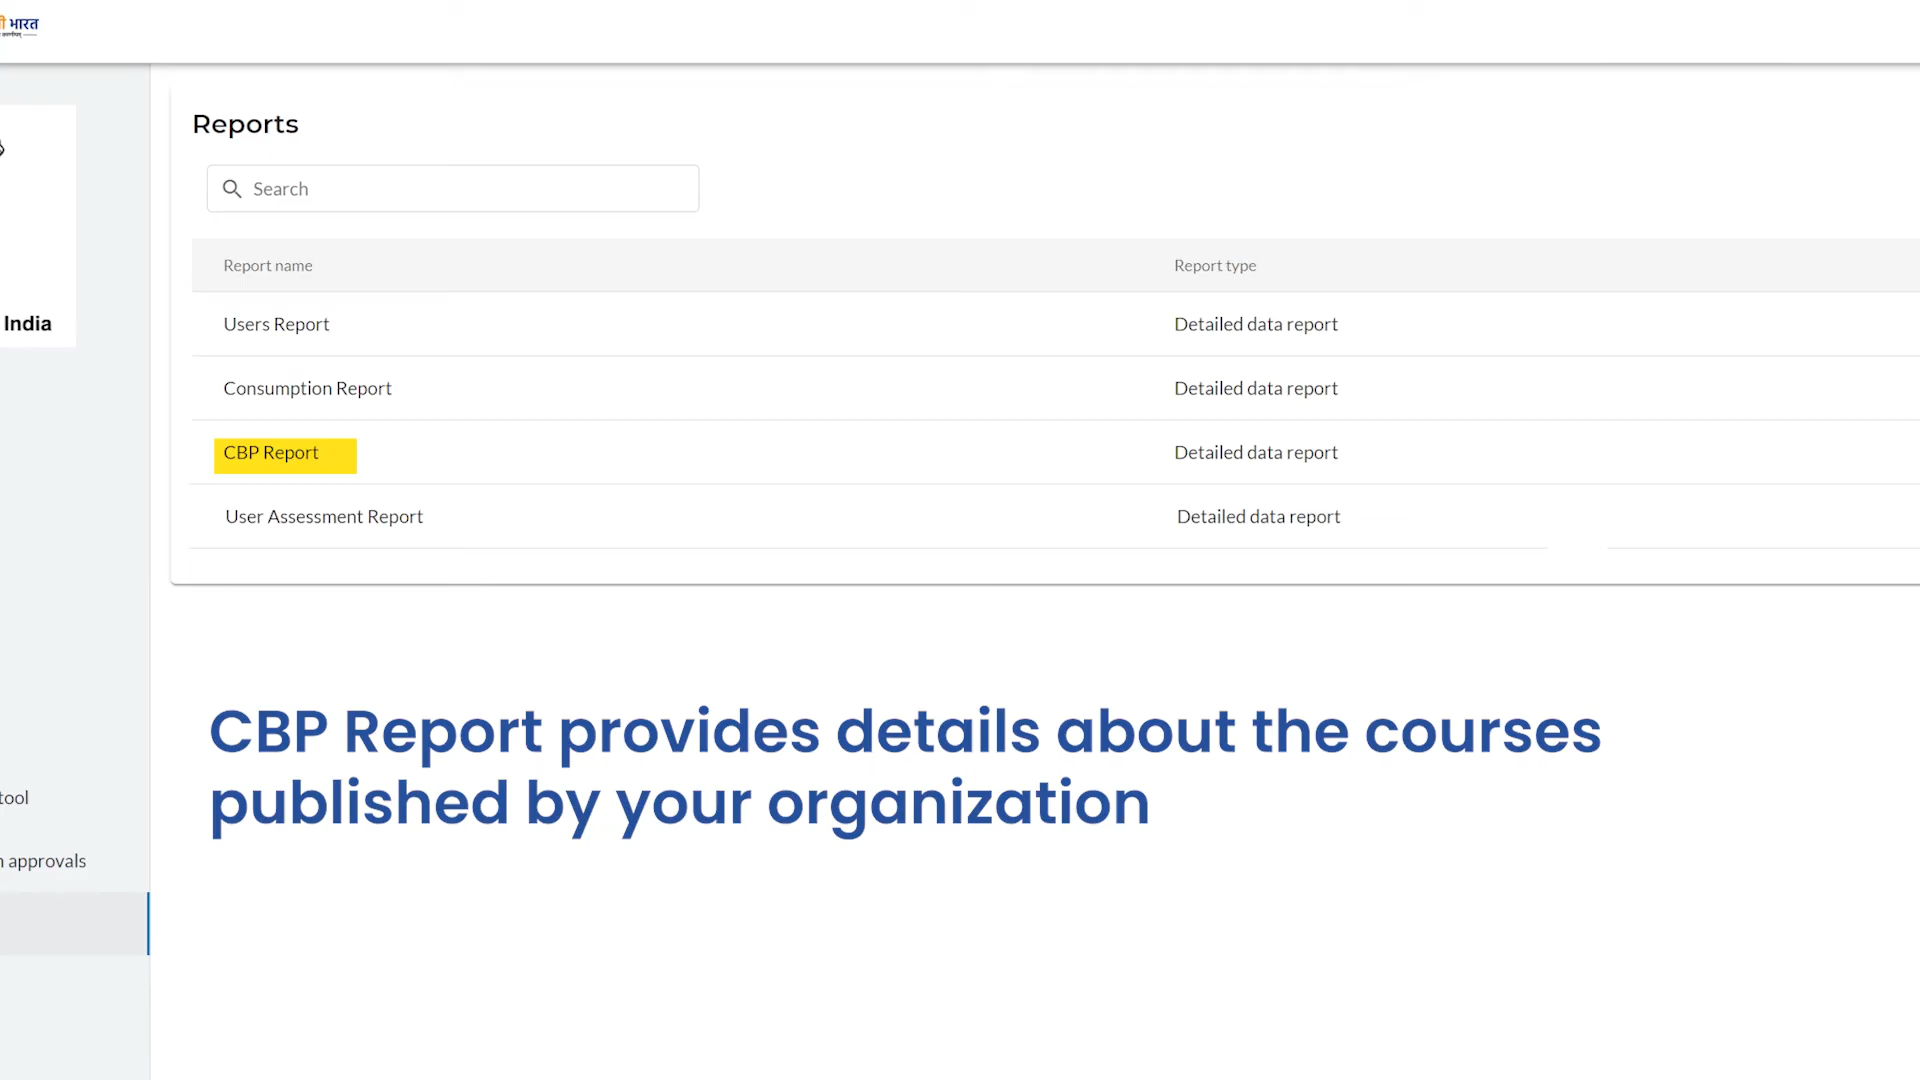 भारत
India
tool
approvals
Reports
Search
Report name Report type
Users Report Detailed data report
Consumption Report Detailed data report
CBP Report Detailed data report
User Assessment Report Detailed data report
CBP Report provides details about the courses
published by your organization